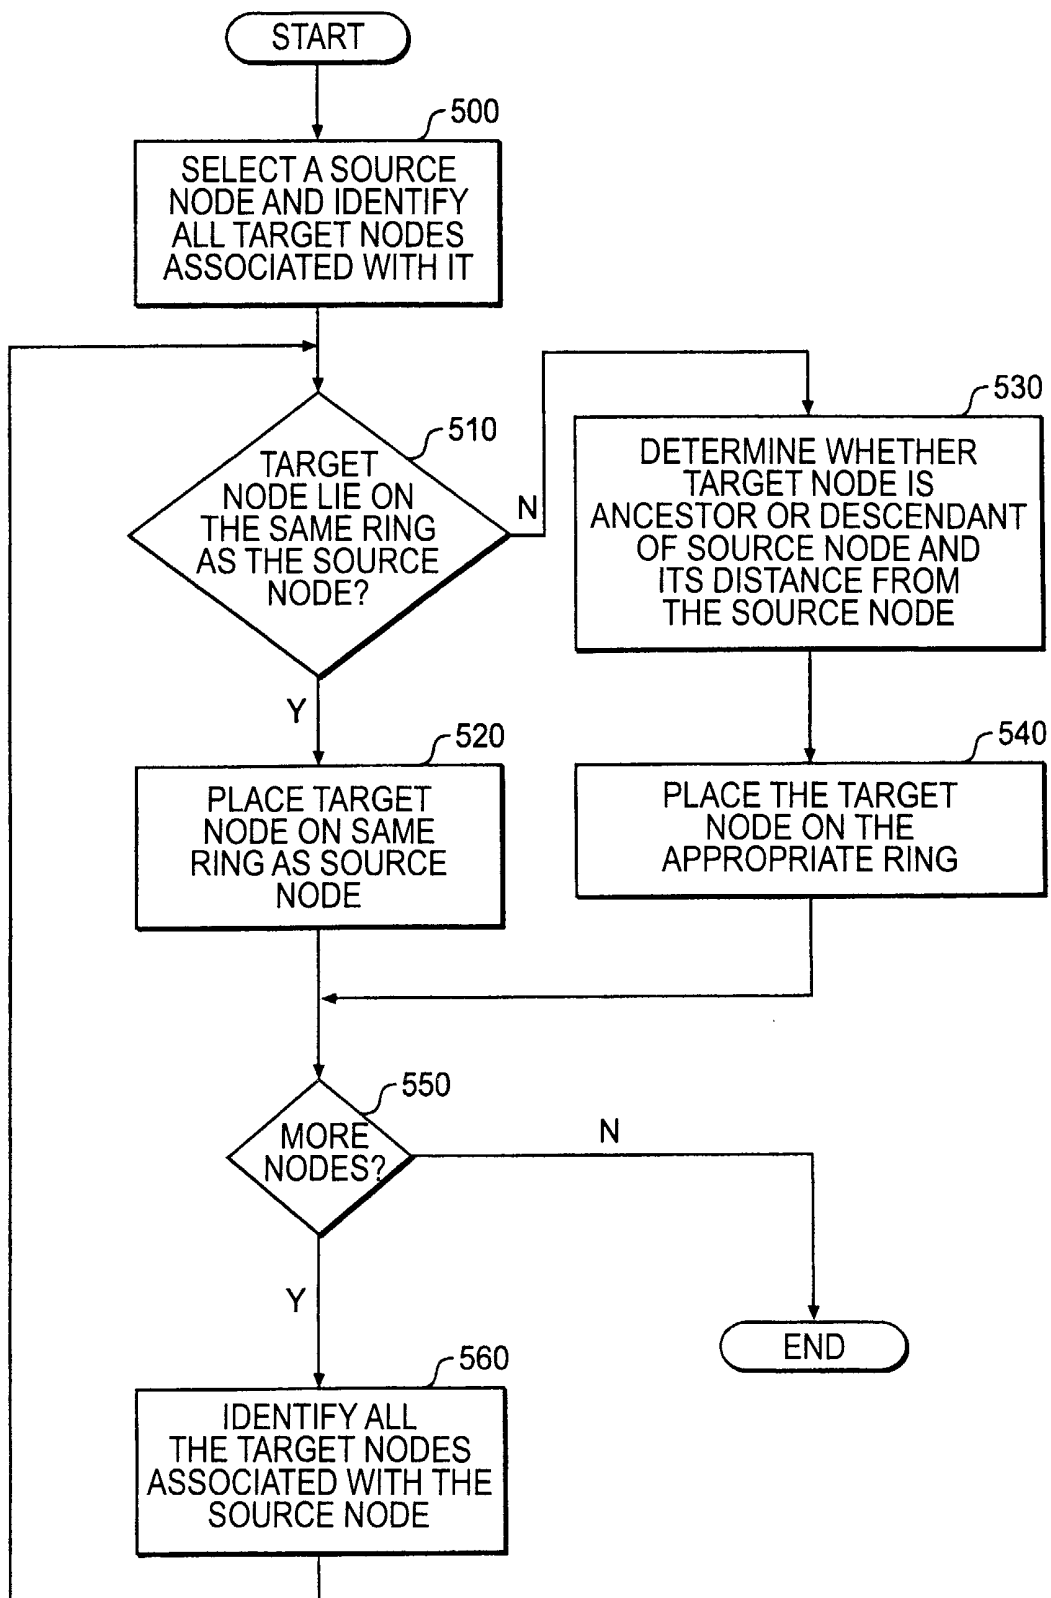 START
500
SELECT A SOURCE
NODE AND IDENTIFY
ALL TARGET NODES
ASSOCIATED WITH IT
510
TARGET
NODE LIE ON
THE SAME RING
AS THE SOURCE
NODE?
N
530
DETERMINE WHETHER
TARGET NODE IS
ANCESTOR OR DESCENDANT
OF SOURCE NODE AND
ITS DISTANCE FROM
THE SOURCE NODE
Y
520
PLACE TARGET
NODE ON SAME
RING AS SOURCE
NODE
540
PLACE THE TARGET
NODE ON THE
APPROPRIATE RING
550
MORE
NODES?
N
Y
END
560
IDENTIFY ALL
THE TARGET NODES
ASSOCIATED WITH THE
SOURCE NODE